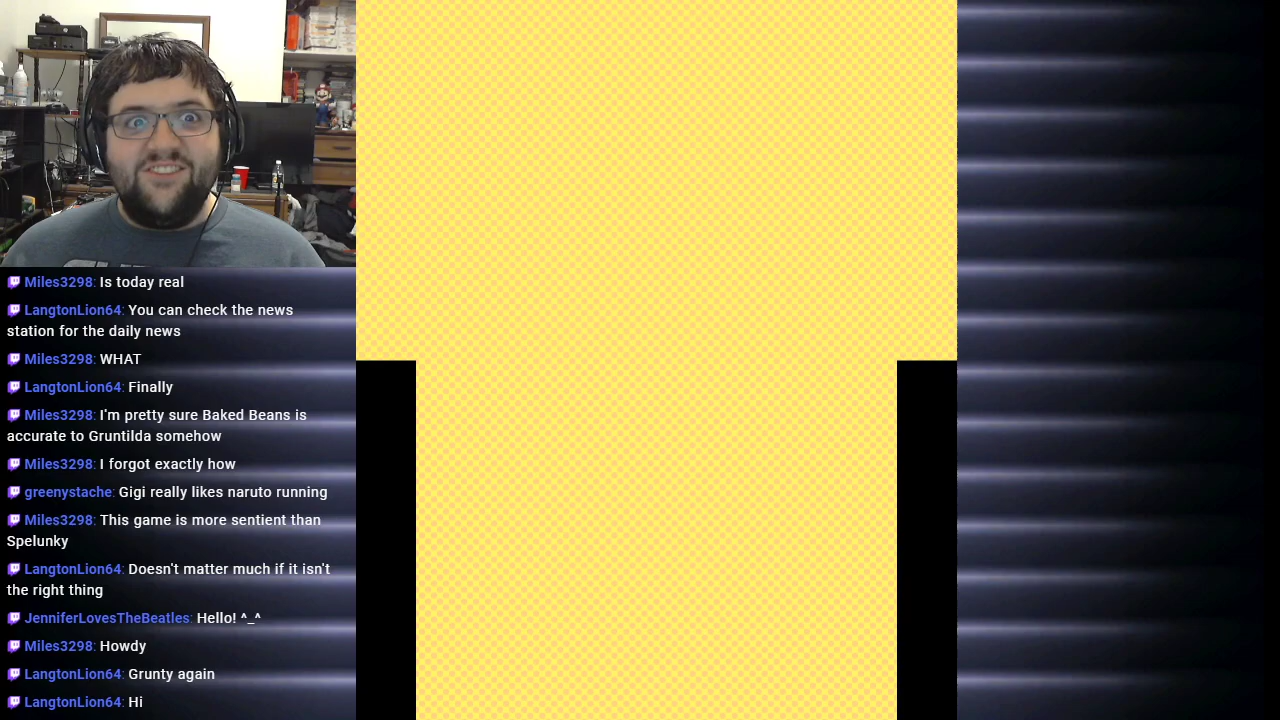 Miles3298: Is today real
LangtonLion64: You can check the news
station for the daily news
Miles3298: WHAT
LangtonLion64: Finally
Miles3298: I'm pretty sure Baked Beans is
accurate to Gruntilda somehow
Miles3298: I forgot exactly how
greenystache: Gigi really likes naruto running
Miles3298: This game is more sentient than
Spelunky
LangtonLion64: Doesn't matter much if it isn't
the right thing
JenniferLovesTheBeatles: Hello! ^_^
Miles3298: Howdy
LangtonLion64: Grunty again
LangtonLion64: Hi